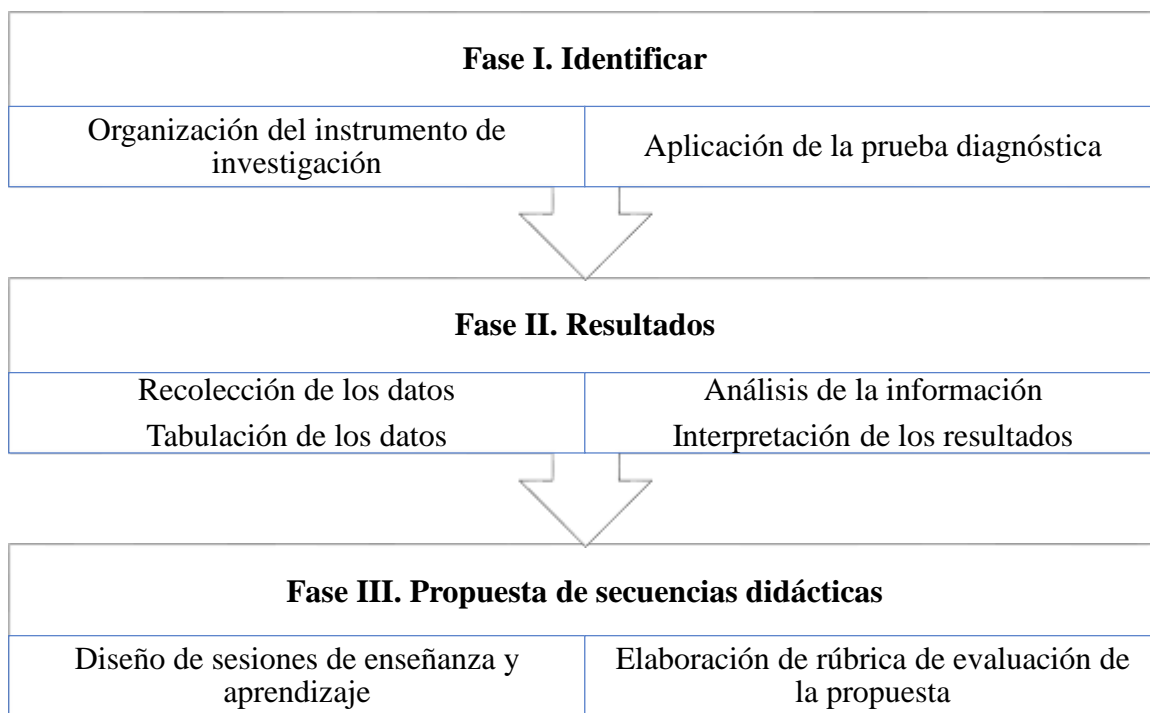 Fase I. Identificar
Organización del instrumento de
investigación
Aplicación de la prueba diagnóstica
Fase II. Resultados
Recolección de los datos
Tabulación de los datos
Análisis de la información
Interpretación de los resultados
Fase III. Propuesta de secuencias didácticas
Diseño de sesiones de enseñanza y
aprendizaje
Elaboración de rúbrica de evaluación de
la propuesta